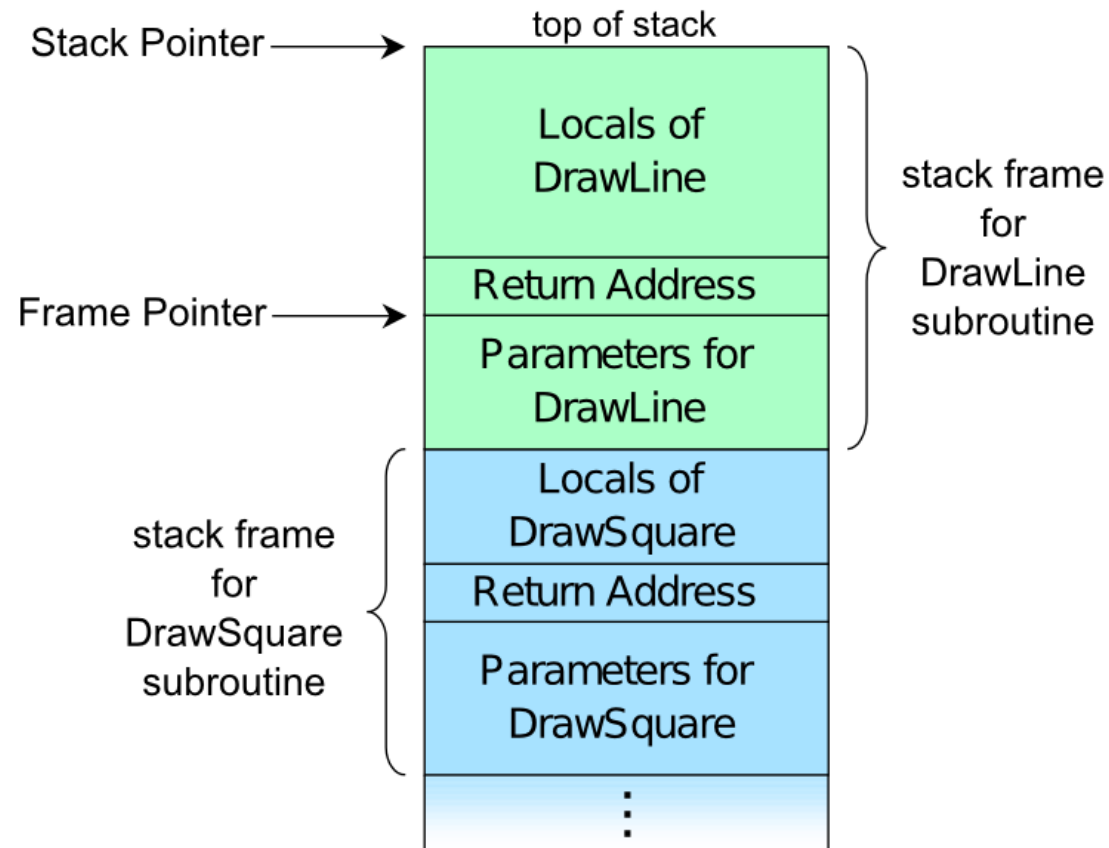 top of stack
Stack Pointer
Locals of
DrawLine
stack frame
for
DrawLine
subroutine
Return Address
Frame Pointer
Parameters for
DrawLine
Locals of
DrawSquare
stack frame
for
DrawSquare
subroutine
Return Address
Parameters for
DrawSquare
⋮